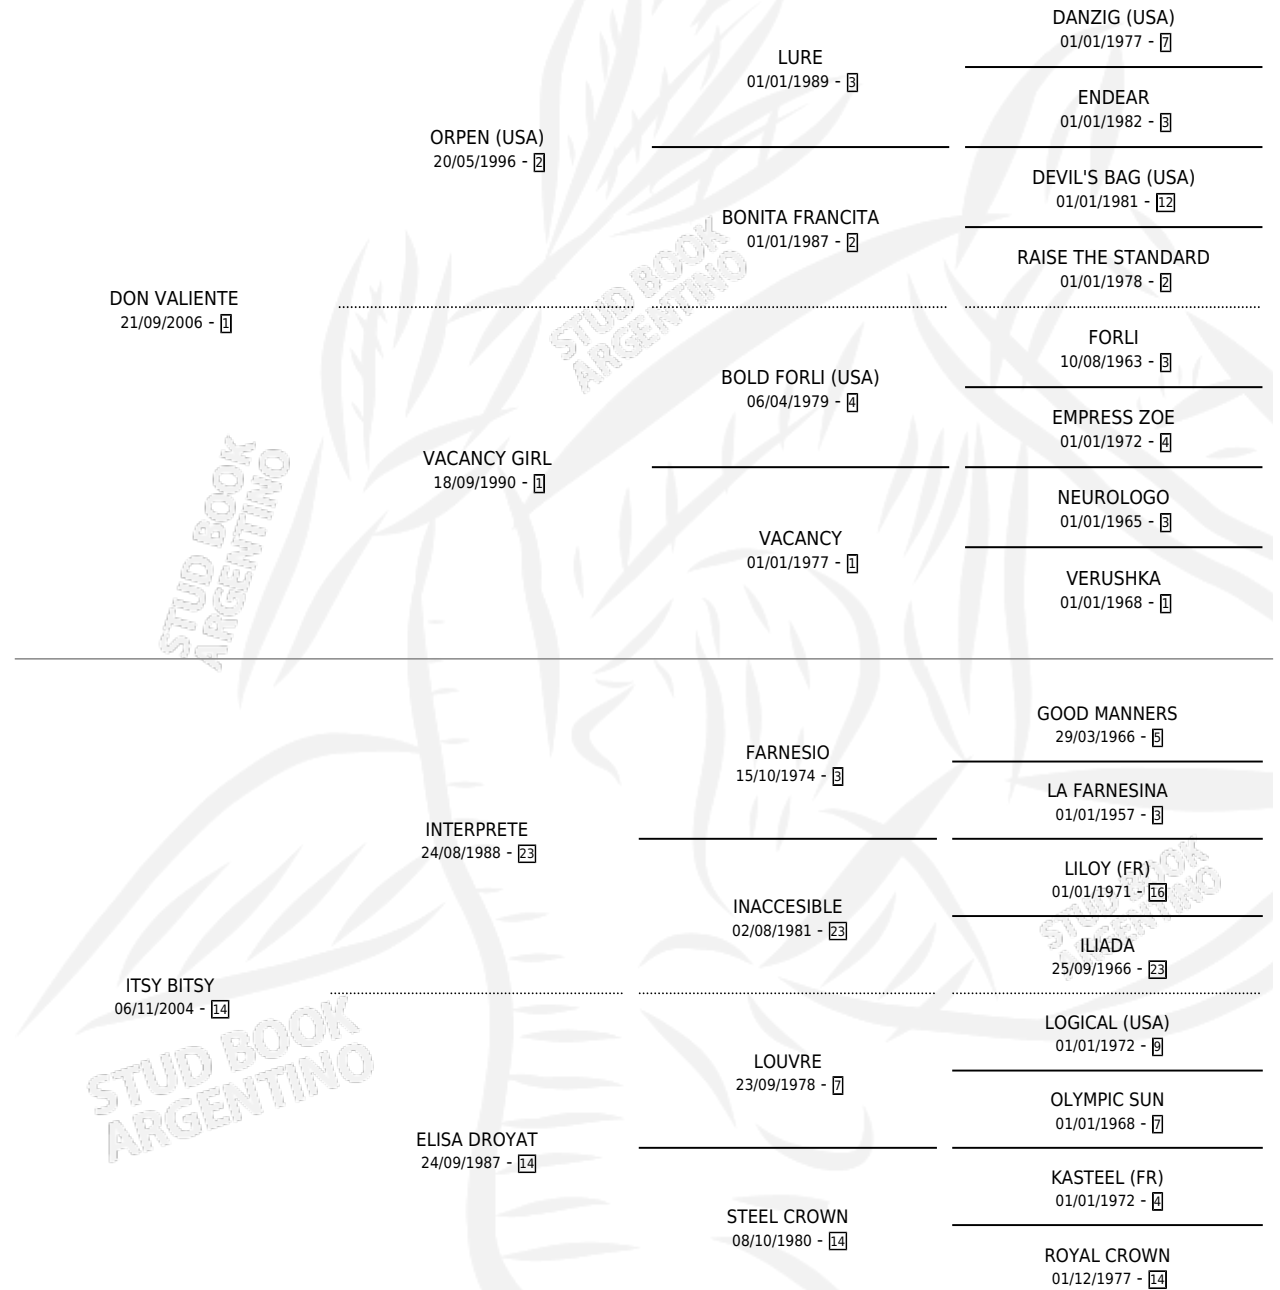 DANZIG (USA)
01/01/1977 - 7
LURE
01/01/1989 - 3
ENDEAR
01/01/1982 - 3
ORPEN (USA)
20/05/1996 - 2
DEVIL'S BAG (USA)
01/01/1981 - 12
BONITA FRANCITA
01/01/1987 - 2
RAISE THE STANDARD
01/01/1978 - 2
DON VALIENTE
21/09/2006 - 1
STUD BOOK
ARGENTINO
FORLI
10/08/1963 - 3
BOLD FORLI (USA)
06/04/1979 - 4
EMPRESS ZOE
01/01/1972 - 4
VACANCY GIRL
18/09/1990 - 1
NEUROLOGO
01/01/1965 - 3
VACANCY
01/01/1977 - 1
VERUSHKA
01/01/1968 - 1
STUD BOOK
ARGENTINO
GOOD MANNERS
29/03/1966 - 5
FARNESIO
15/10/1974 - 3
LA FARNESINA
01/01/1957 - 3
INTERPRETE
24/08/1988 - 23
LILOY (FR)
01/01/1971 - 16
INACCESIBLE
02/08/1981 - 23
STUD BOOK
ARGENTINO
ILIADA
25/09/1966 - 23
ITSY BITSY
06/11/2004 - 14
LOGICAL (USA)
01/01/1972 - 9
LOUVRE
23/09/1978 - 7
OLYMPIC SUN
01/01/1968 - 7
STUD BOOK
ARGENTINO
ELISA DROYAT
24/09/1987 - 14
KASTEEL (FR)
01/01/1972 - 4
STEEL CROWN
08/10/1980 - 14
ROYAL CROWN
01/12/1977 - 14